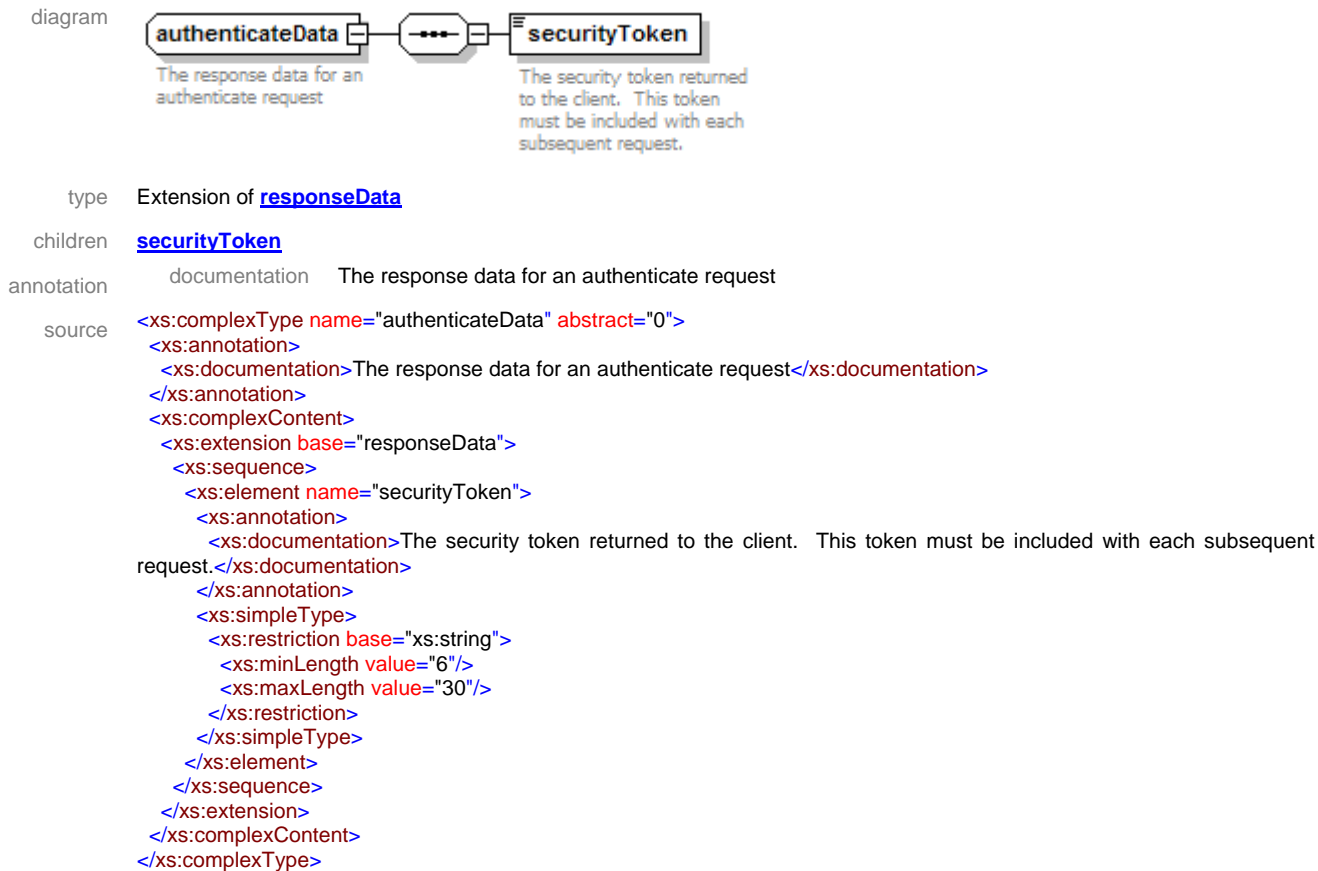 diagram
authenticateData
securityToken
The response data for an
authenticate request
The security token returned
to the client.  This token
must be included with each
subsequent request.
type Extension of responseData
children securityToken
annotation documentation The response data for an authenticate request
source <xs:complexType name="authenticateData" abstract="0">
<xs:annotation>
<xs:documentation>The response data for an authenticate request</xs:documentation>
</xs:annotation>
<xs:complexContent>
<xs:extension base="responseData">
<xs:sequence>
<xs:element name="securityToken">
<xs:annotation>
<xs:documentation>The security token returned to the client.  This token must be included with each subsequent
request.</xs:documentation>
</xs:annotation>
<xs:simpleType>
<xs:restriction base="xs:string">
<xs:minLength value="6"/>
<xs:maxLength value="30"/>
</xs:restriction>
</xs:simpleType>
</xs:element>
</xs:sequence>
</xs:extension>
</xs:complexContent>
</xs:complexType>